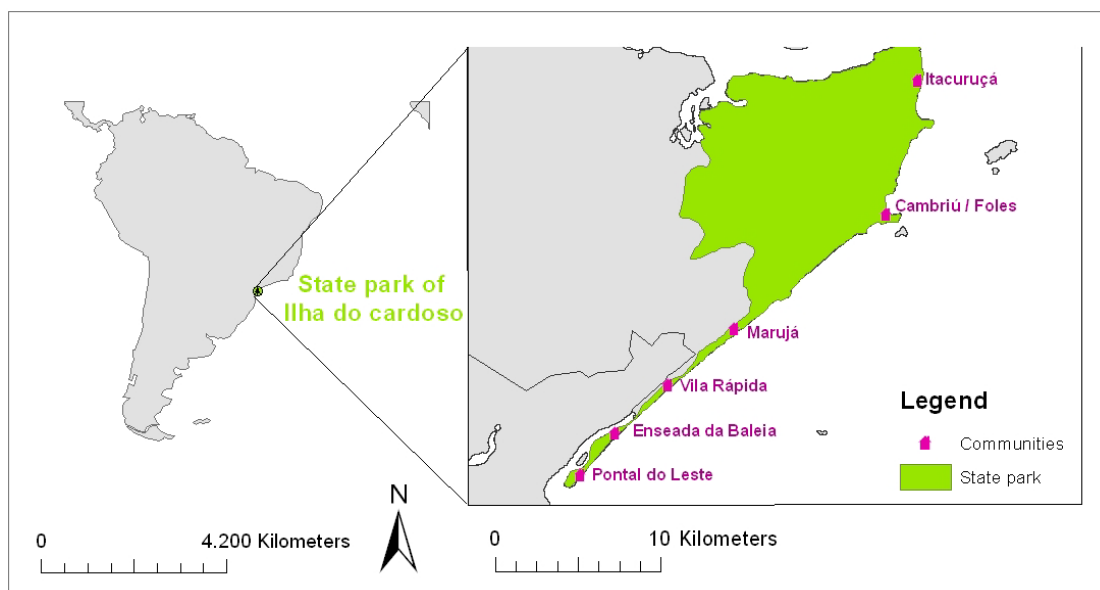 Itacuruçá
Cambriú / Foles
State park of
Ilha do cardoso
Marujá
Vila Rápida
Enseada da Baleia
Pontal do Leste
Legend
Communities
State park
N
0 4.200 Kilometers
0 10 Kilometers